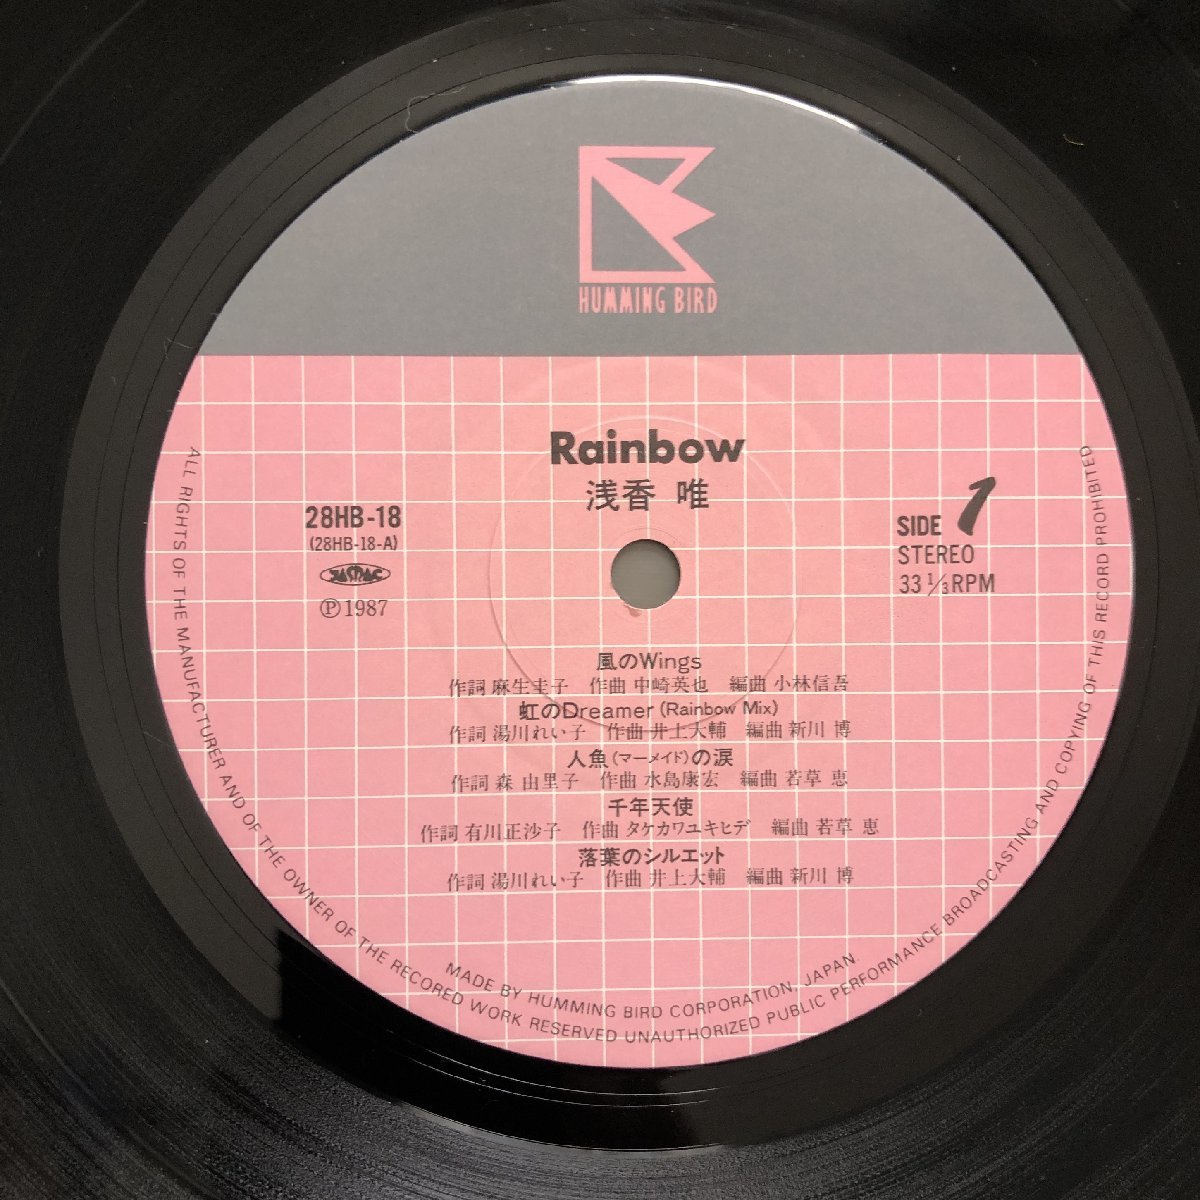 HUMMING BIRD
Rainbow
浅香 唯
28HB-18
(28HB-18-A)
JASRAC
Ⓟ1987
SIDE 1
STEREO
33 1/3 RPM
風のWings
作詞 麻生圭子 作曲 中崎英也 編曲 小林信吾
虹のDreamer (Rainbow Mix)
作詞 湯川れい子 作曲 井上大輔 編曲 新川 博
人魚(マーメイド)の涙
作詞 森 由里子 作曲 水島康宏 編曲 若草 恵
千年天使
作詞 有川正沙子 作曲 タケカワユキヒデ 編曲 若草 恵
落葉のシルエット
作詞 湯川れい子 作曲 井上大輔 編曲 新川 博
MADE BY HUMMING BIRD CORPORATION, JAPAN.
ALL RIGHTS OF THE MANUFACTURER AND OF THE OWNER OF THE RECORED WORK RESERVED UNAUTHORIZED PUBLIC PERFORMANCE BROADCASTING AND COPYING OF THIS RECORD PROHIBITED